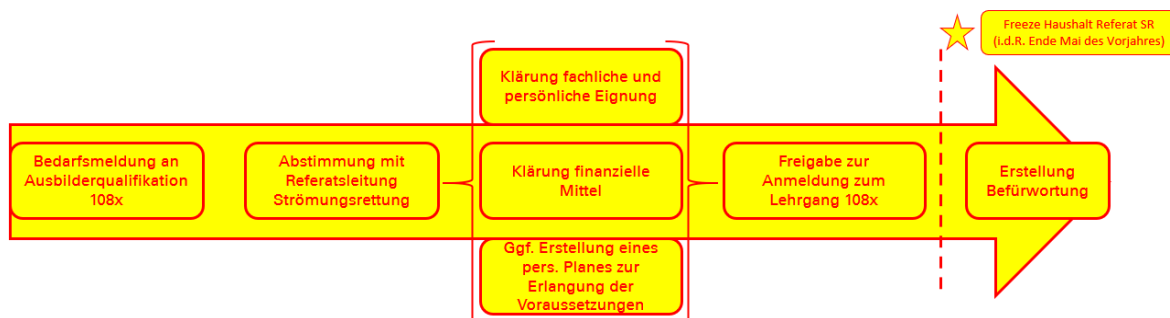 Freeze Haushalt Referat SR
(i.d.R. Ende Mai des Vorjahres)
Bedarfsmeldung an
Ausbilderqualifikation
108x
Abstimmung mit
Referatsleitung
Strömungsrettung
Klärung fachliche und
persönliche Eignung
Klärung finanzielle
Mittel
Ggf. Erstellung eines
pers. Planes zur
Erlangung der
Voraussetzungen
Freigabe zur
Anmeldung zum
Lehrgang 108x
Erstellung
Befürwortung